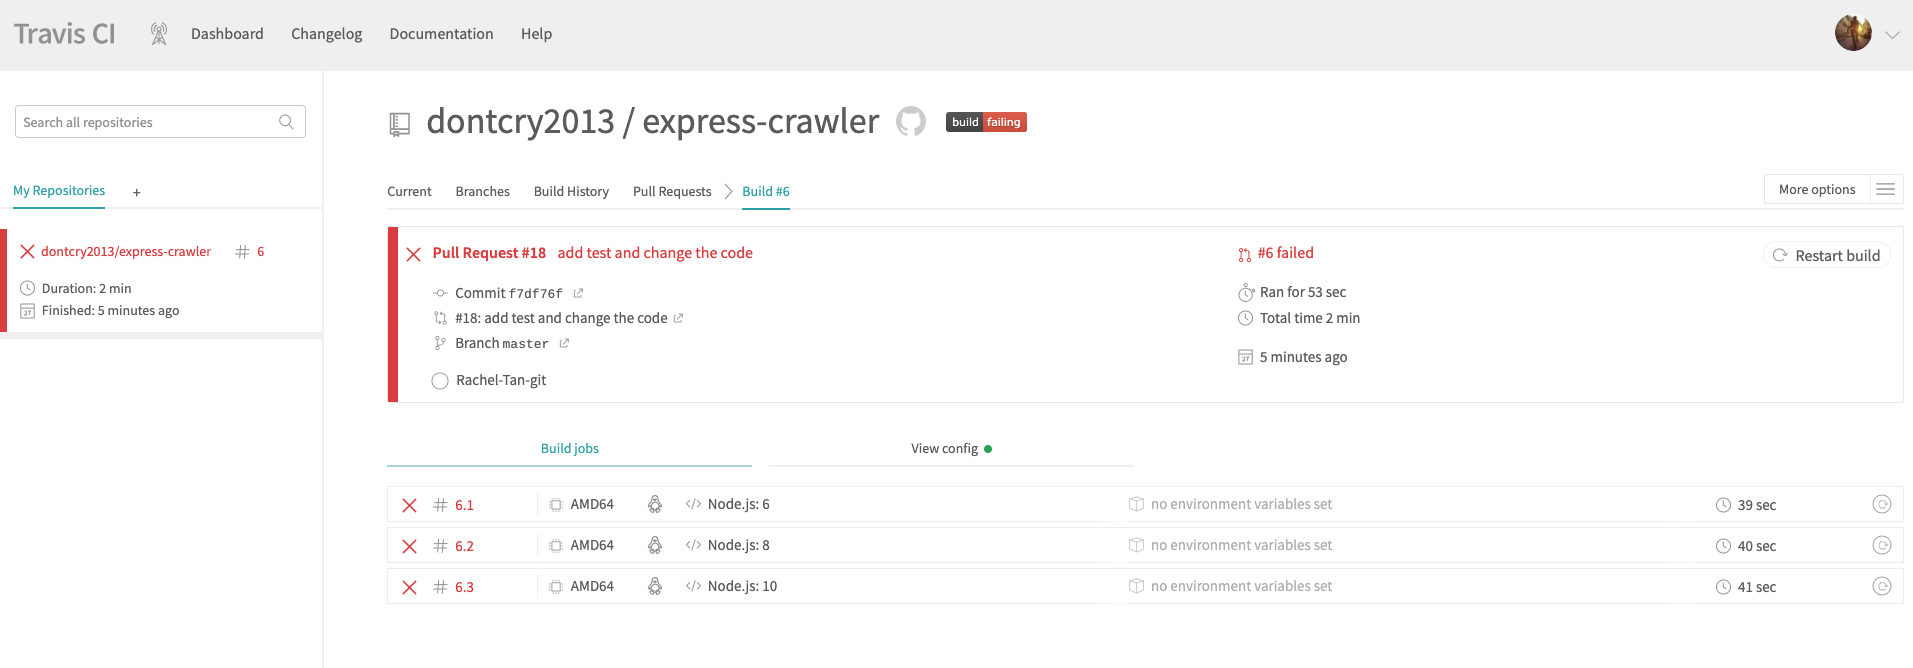 Travis CI Dashboard Changelog Documentation Help
Search all repositories
My Repositories +
dontcry2013/express-crawler # 6
Duration: 2 min
Finished: 5 minutes ago
dontcry2013 / express-crawler build failing
Current Branches Build History Pull Requests Build #6 More options
Pull Request #18 add test and change the code
Commit f7df76f
#18: add test and change the code
Branch master
Rachel-Tan-git
#6 failed
Ran for 53 sec
Total time 2 min
27 5 minutes ago
Restart build
Build jobs View config
# 6.1 AMD64 </> Node.js: 6 no environment variables set 39 sec
# 6.2 AMD64 </> Node.js: 8 no environment variables set 40 sec
# 6.3 AMD64 </> Node.js: 10 no environment variables set 41 sec